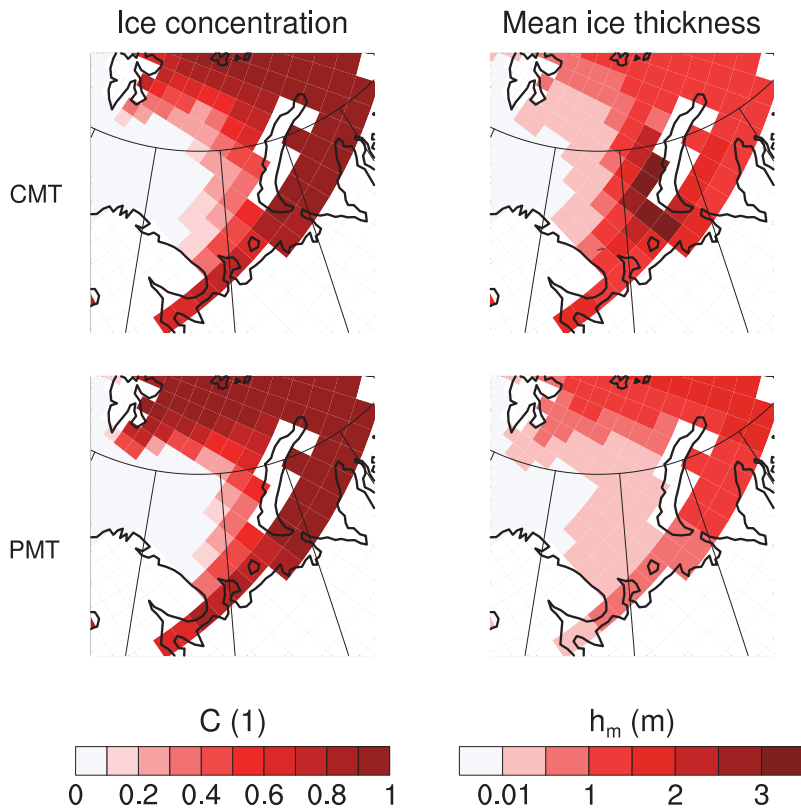 Ice concentration Mean ice thickness
CMT
PMT
C (1) hₘ (m)
0 0.2 0.4 0.6 0.8 1 0.01 1 2 3